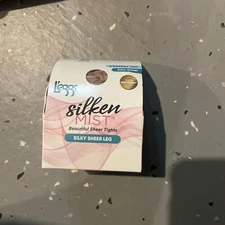 L'eggs
silken
MIST
Beautiful Sheer Tights
SILKY SHEER LEG